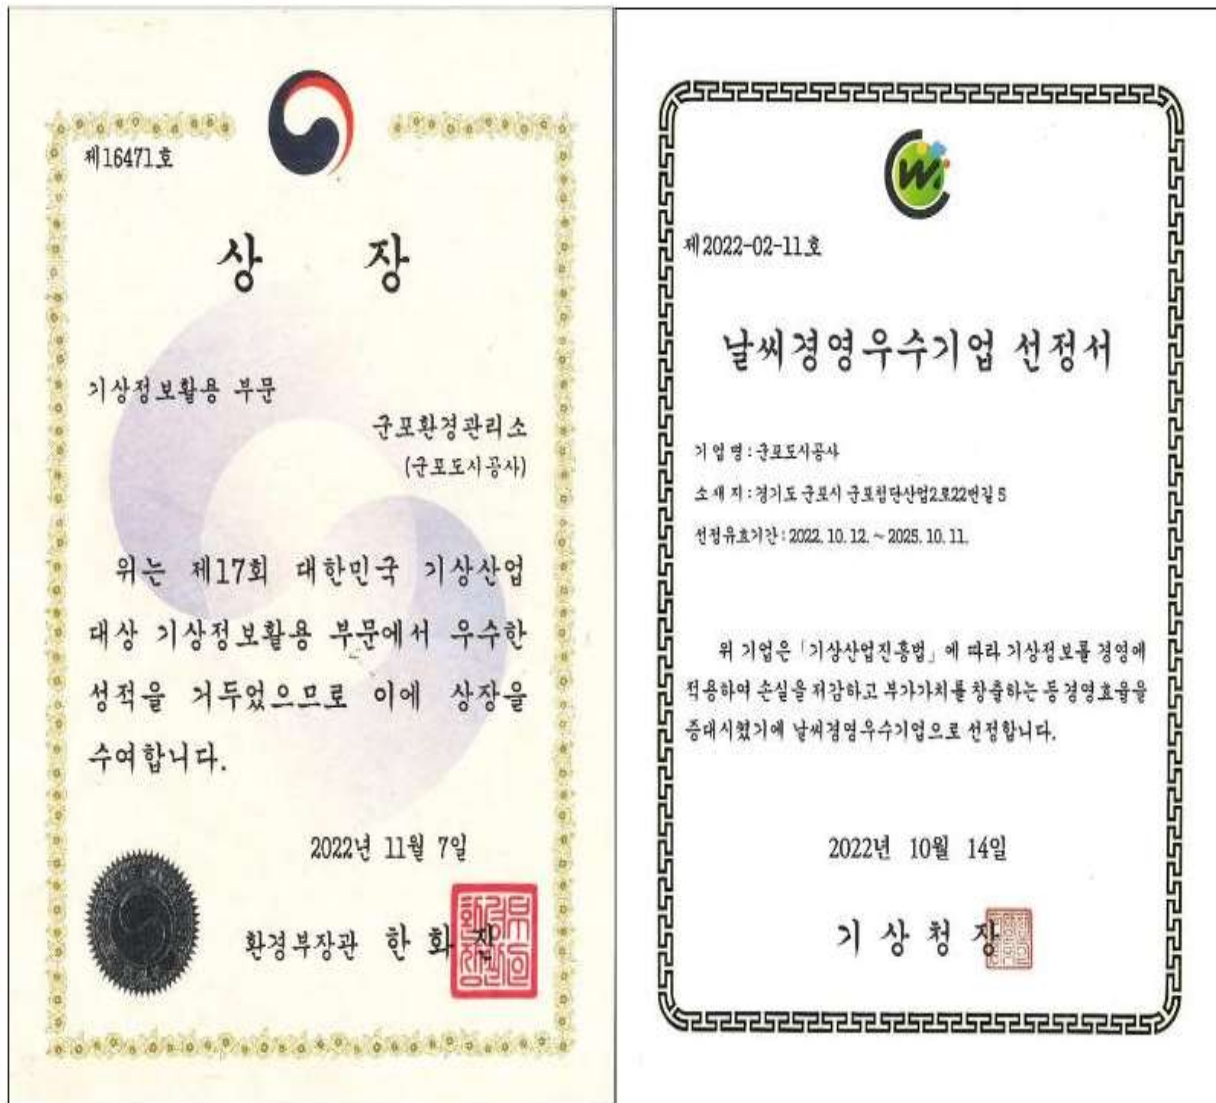 제16471호
상 장
기상정보활용 부문
군포환경관리소
(군포도시공사)
위는 제17회 대한민국 기상산업
대상 기상정보활용 부문에서 우수한
성적을 거두었으므로 이에 상장을
수여합니다.
2022년 11월 7일
환경부장관 한 화 진
제2022-02-11호
날씨경영우수기업 선정서
기 업 명 : 군포도시공사
소 재 지 : 경기도 군포시 군포첨단산업2로22번길 5
선정유효기간 : 2022. 10. 12. ~ 2025. 10. 11.
위 기업은 「기상산업진흥법」에 따라 기상정보를 경영에
적용하여 손실을 저감하고 부가가치를 창출하는 등 경영효율을
증대시켰기에 날씨경영우수기업으로 선정합니다.
2022년 10월 14일
기 상 청 장